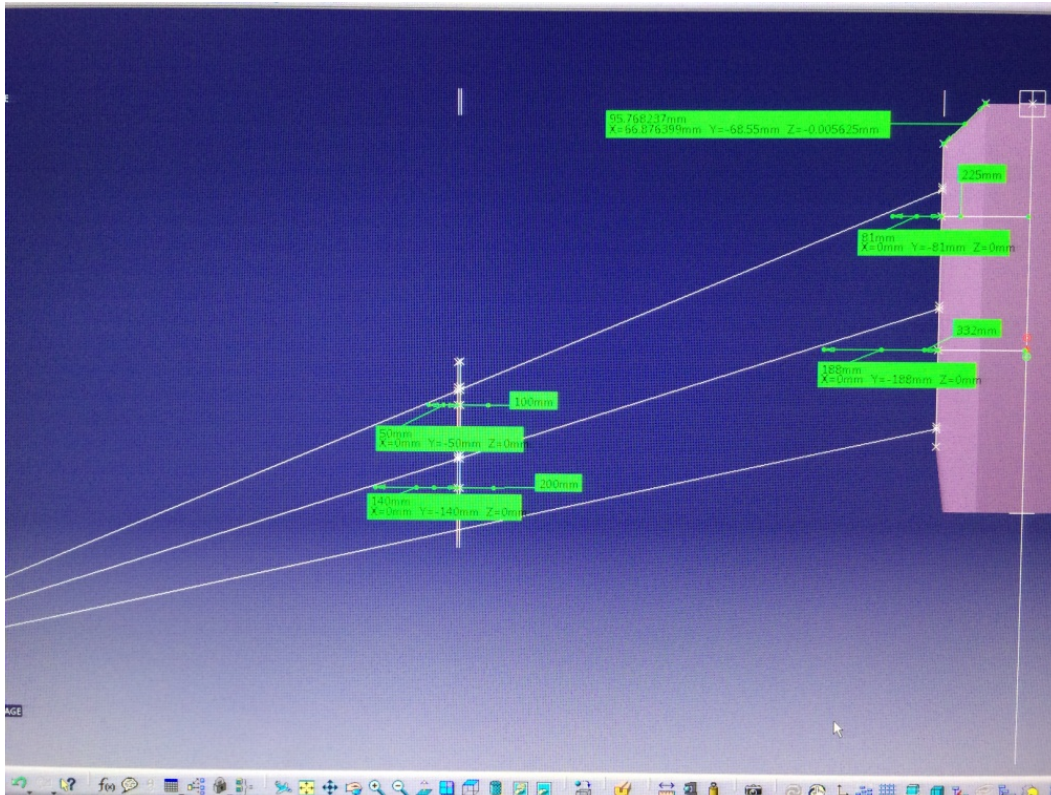 95.768237mm
X=66.876399mm Y=-68.55mm Z=-0.005625mm
225mm
81mm
X=0mm Y=-81mm Z=0mm
332mm
188mm
X=0mm Y=-188mm Z=0mm
100mm
50mm
X=0mm Y=-50mm Z=0mm
200mm
140mm
X=0mm Y=-140mm Z=0mm
AGE
f(x)